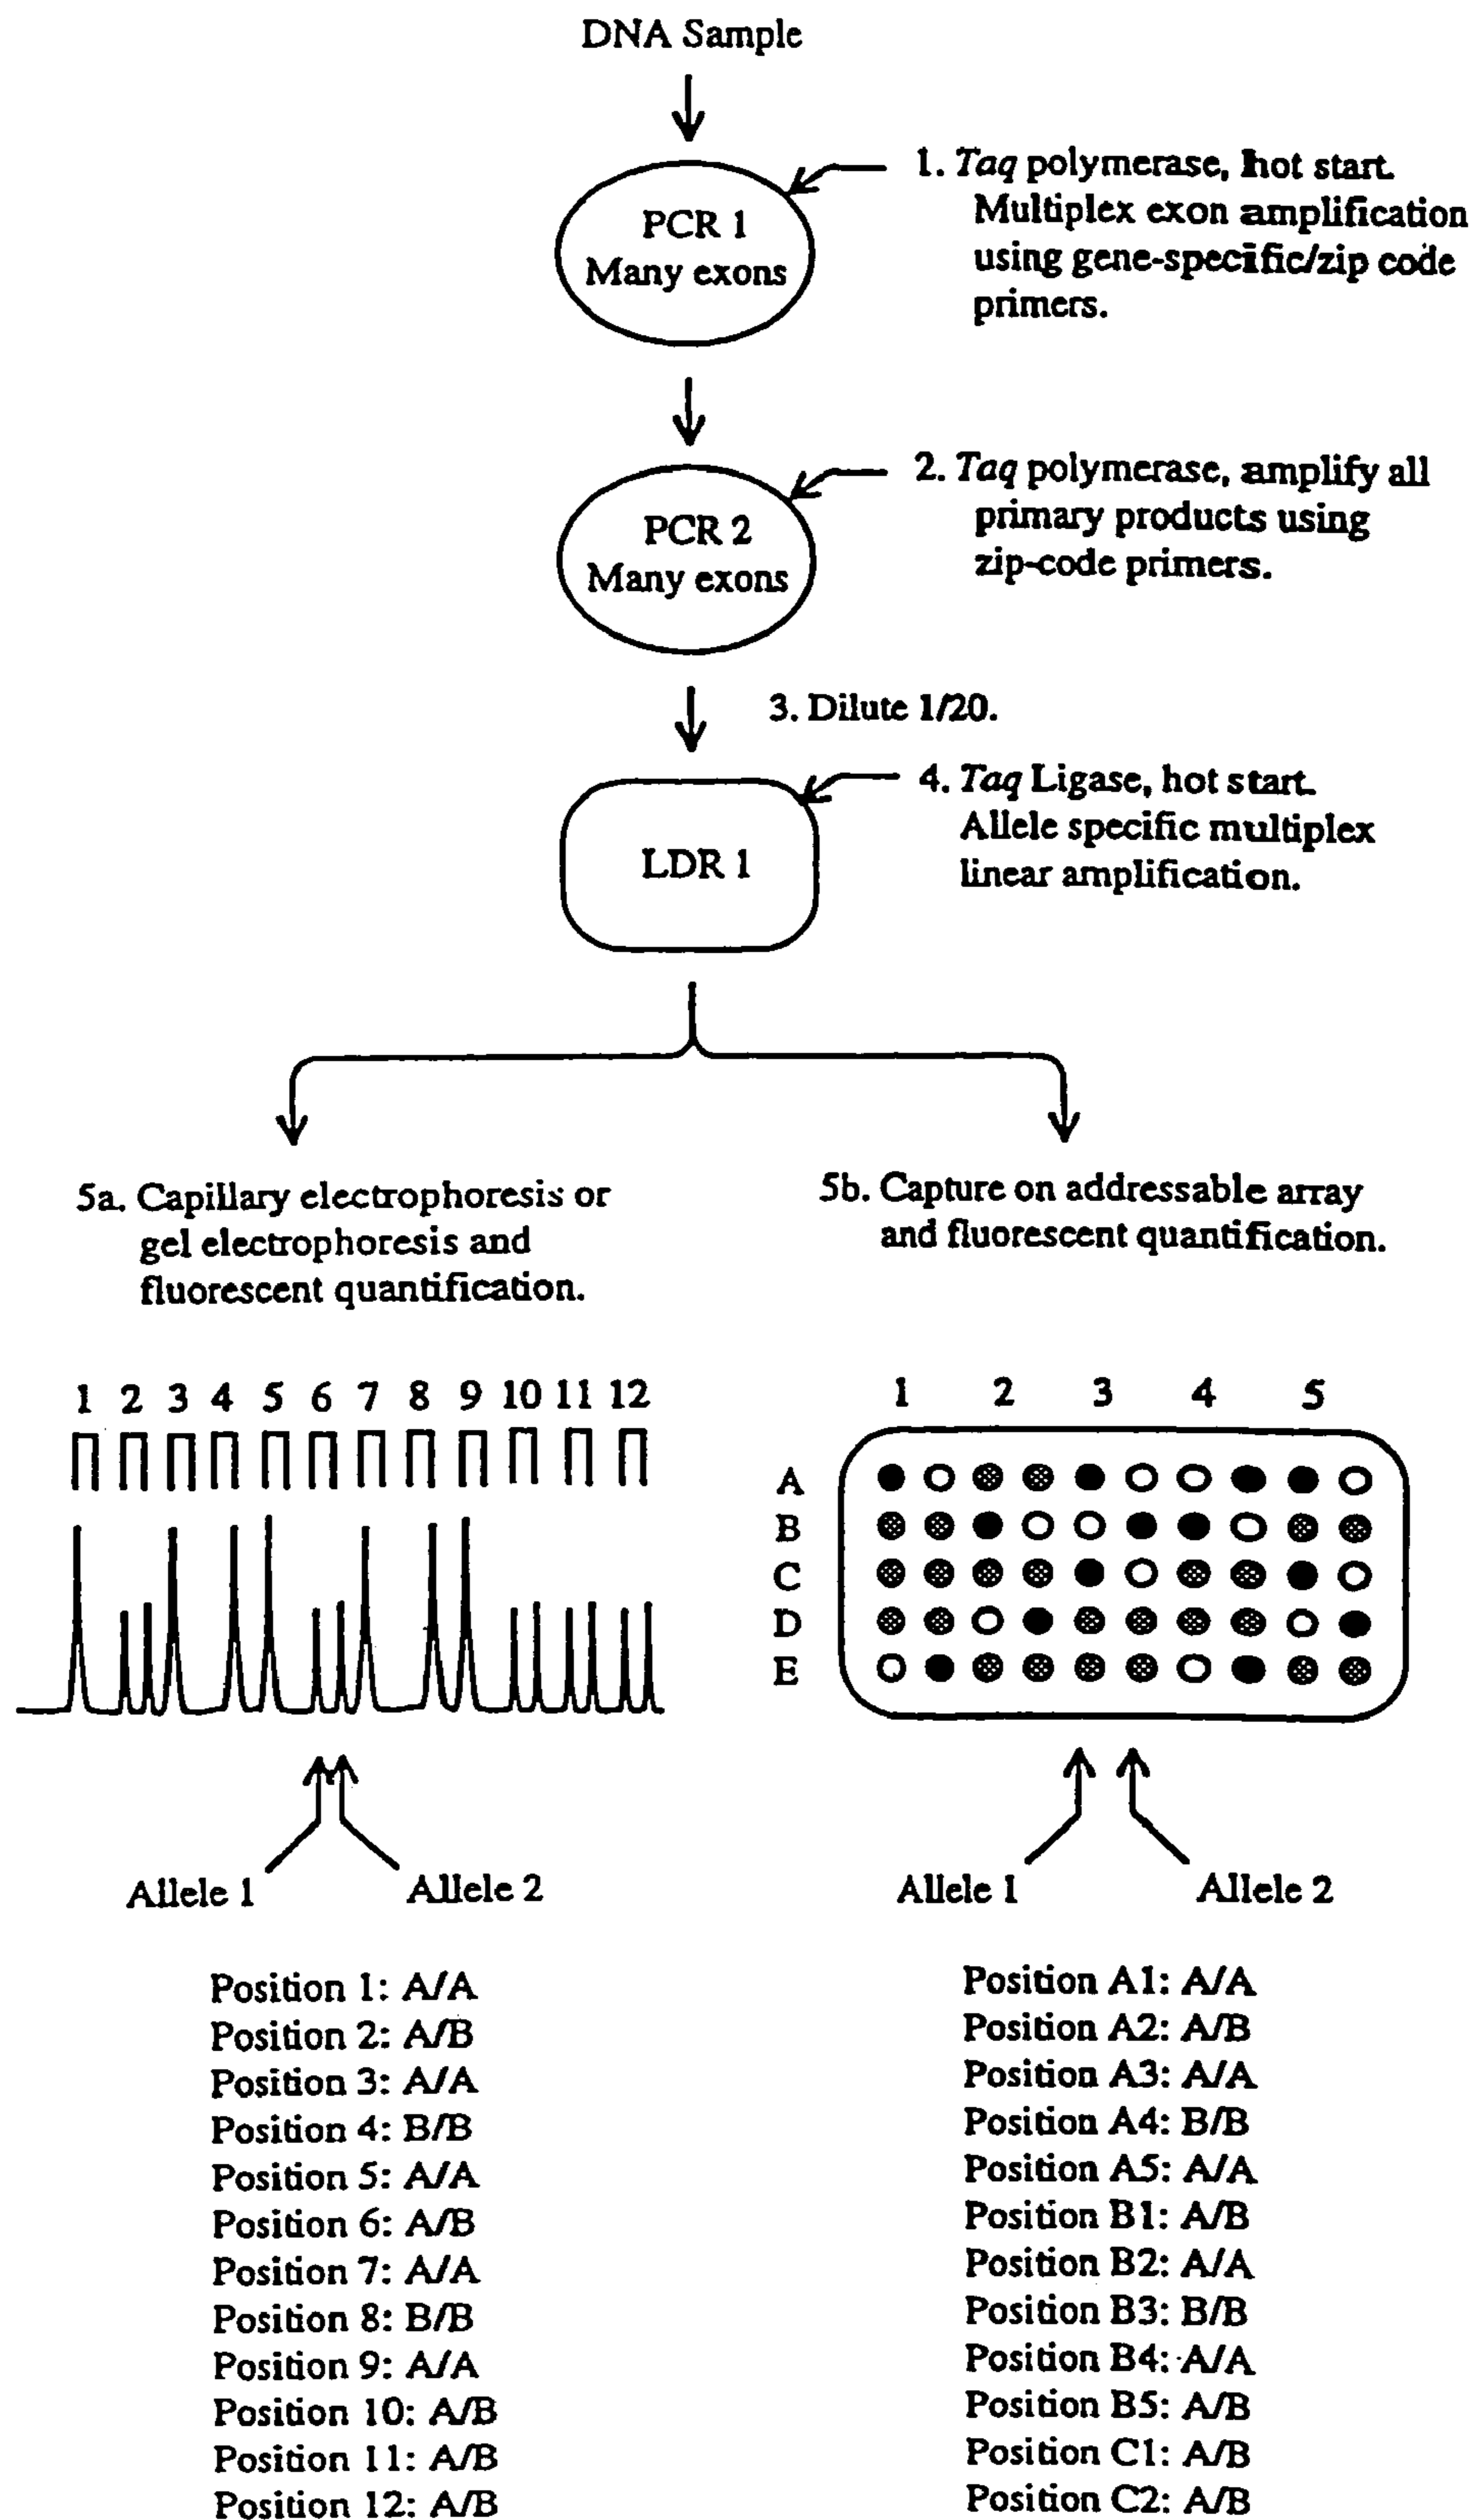 DNA Sample
PCR 1
Many exons
1. Taq polymerase, hot start.
Multiplex exon amplification
using gene-specific/zip code
primers.
PCR 2
Many exons
2. Taq polymerase, amplify all
primary products using
zip-code primers.
3. Dilute 1/20.
LDR 1
4. Taq Ligase, hot start.
Allele specific multiplex
linear amplification.
5a. Capillary electrophoresis or
gel electrophoresis and
fluorescent quantification.
5b. Capture on addressable array
and fluorescent quantification.
1 2 3 4 5 6 7 8 9 10 11 12
1 2 3 4 5
A
B
C
D
E
Allele 1
Allele 2
Allele 1
Allele 2
Position 1: A/A
Position 2: A/B
Position 3: A/A
Position 4: B/B
Position 5: A/A
Position 6: A/B
Position 7: A/A
Position 8: B/B
Position 9: A/A
Position 10: A/B
Position 11: A/B
Position 12: A/B
Position A1: A/A
Position A2: A/B
Position A3: A/A
Position A4: B/B
Position A5: A/A
Position B1: A/B
Position B2: A/A
Position B3: B/B
Position B4: A/A
Position B5: A/B
Position C1: A/B
Position C2: A/B